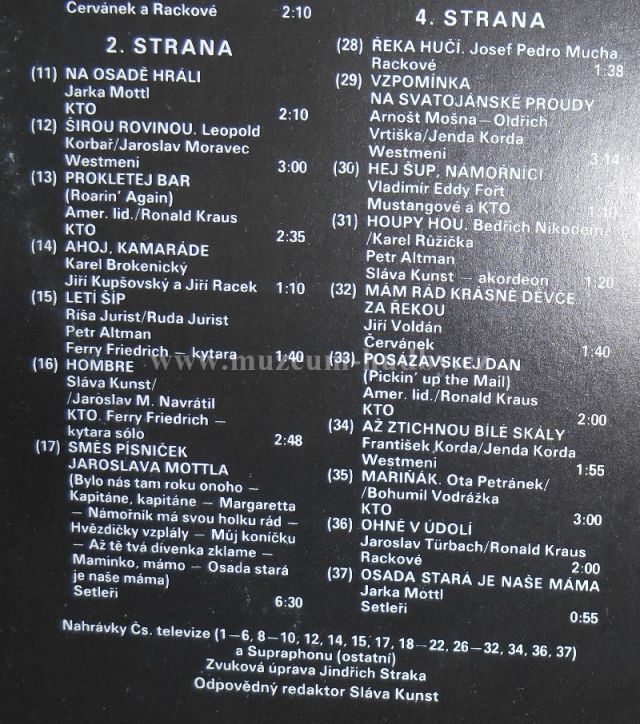 Červánek a Rackové 2:10
2. STRANA
(11) NA OSADĚ HRÁLI
Jarka Mottl
KTO 2:10
(12) ŠIROU ROVINOU. Leopold
Korbař/Jaroslav Moravec
Westmeni 3:00
(13) PROKLETEJ BAR
(Roarin' Again)
Amer. lid./Ronald Kraus
KTO 2:35
(14) AHOJ, KAMARÁDE
Karel Brokenický
Jiří Kupšovský a Jiří Racek 1:10
(15) LETÍ ŠÍP
Ríša Jurist/Ruda Jurist
Petr Altman
Ferry Friedrich — kytara 1:40
(16) HOMBRE
Sláva Kunst/
/Jaroslav M. Navrátil
KTO. Ferry Friedrich —
kytara sólo 2:48
(17) SMĚS PÍSNIČEK
JAROSLAVA MOTTLA
(Bylo nás tam roku onoho —
Kapitáne, kapitáne — Margaretta
— Námořník má svou holku rád —
Hvězdičky vzplály — Můj koníčku
— Až tě tvá dívenka zklame —
Maminko, mámo — Osada stará
je naše máma)
Setleři 6:30
4. STRANA
(28) ŘEKA HUČÍ. Josef Pedro Mucha
Rackové 1:38
(29) VZPOMÍNKA
NA SVATOJÁNSKÉ PROUDY
Arnošt Mošna — Oldřich
Vrtiška/Jenda Korda
Westmeni 3:14
(30) HEJ ŠUP, NÁMOŘNÍCI
Vladimír Eddy Fort
Mustangové a KTO 1:10
(31) HOUPY HOU. Bedřich Nikodem/
/Karel Růžička
Petr Altman
Sláva Kunst — akordeon 1:20
(32) MÁM RÁD KRÁSNÉ DĚVČE
ZA ŘEKOU
Jiří Voldán
Červánek 1:40
(33) POSÁZAVSKEJ DAN
(Pickin' up the Mail)
Amer. lid./Ronald Kraus
KTO 2:00
(34) AŽ ZTICHNOU BÍLÉ SKÁLY
František Korda/Jenda Korda
Westmeni 1:55
(35) MARIŇÁK. Ota Petránek/
/Bohumil Vodrážka
KTO 3:00
(36) OHNĚ V ÚDOLÍ
Jaroslav Türbach/Ronald Kraus
Rackové 2:00
(37) OSADA STARÁ JE NAŠE MÁMA
Jarka Mottl
Setleři 0:55
Nahrávky Čs. televize (1—6, 8—10, 12, 14, 15, 17, 18—22, 26—32, 34, 36, 37)
a Supraphonu (ostatní)
Zvuková úprava Jindřich Straka
Odpovědný redaktor Sláva Kunst